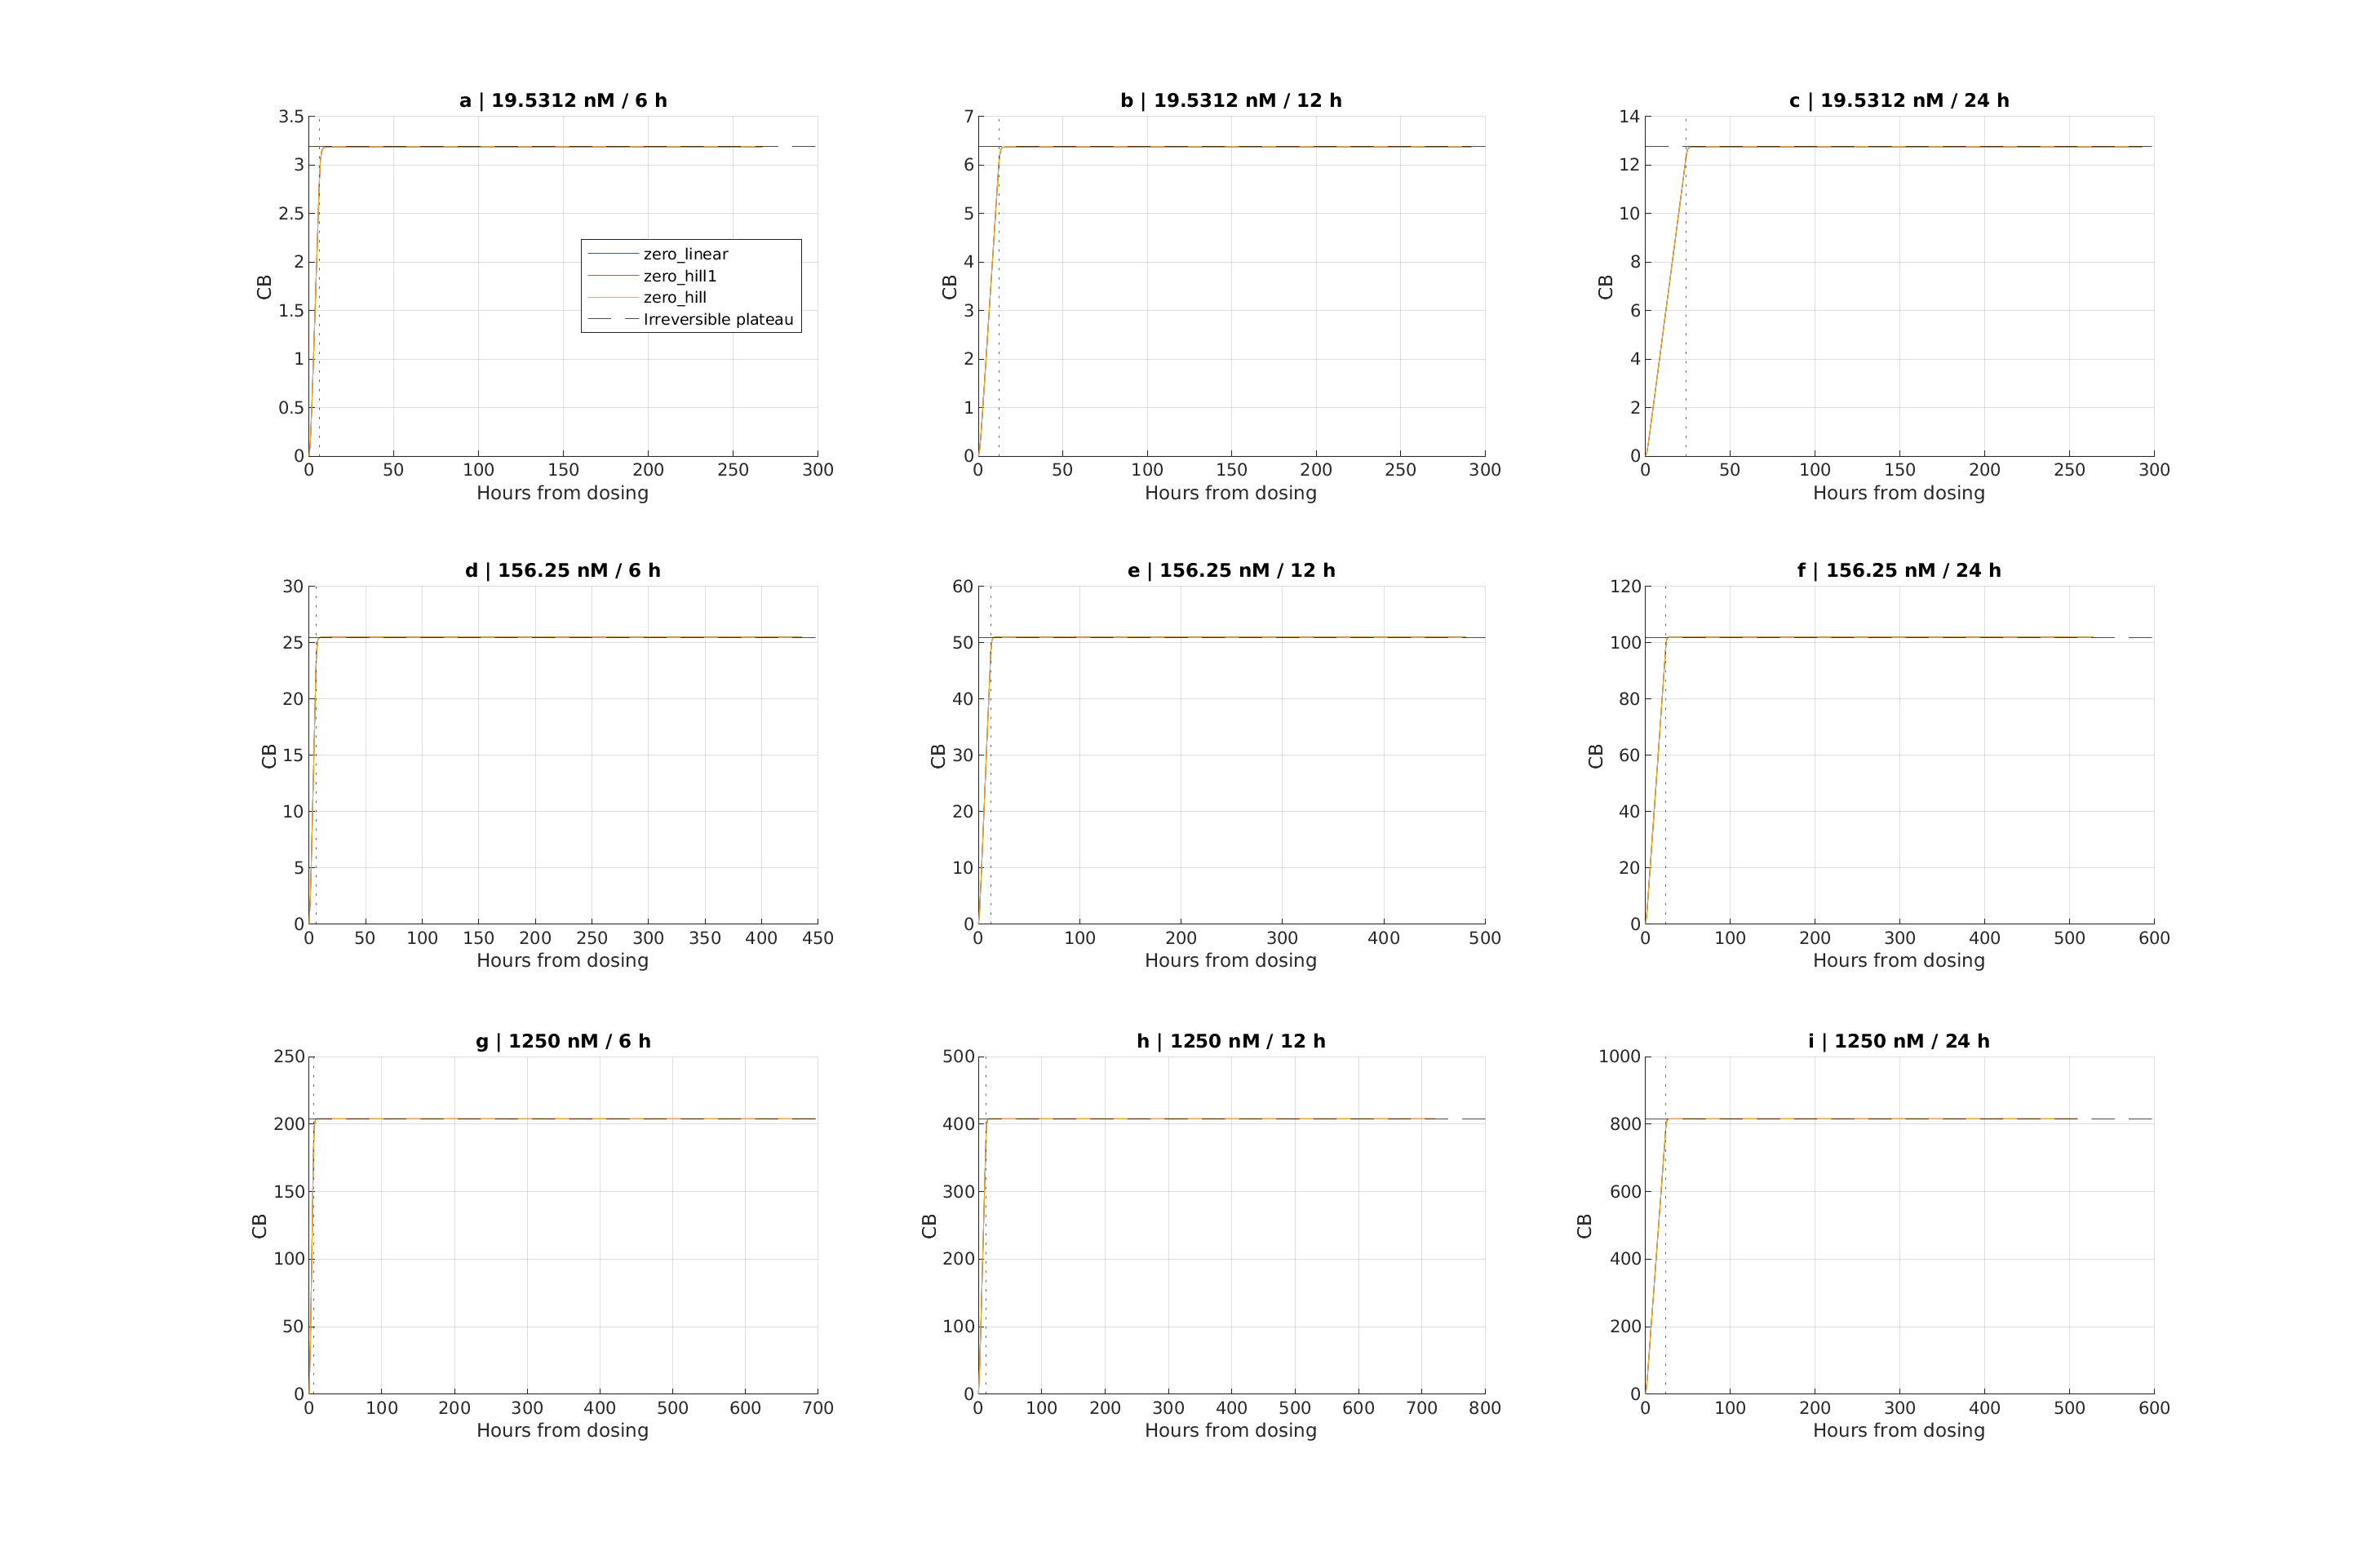 a | 19.5312 nM / 6 h
3.5
3
2.5
2
1.5
1
0.5
0
CB
zero_linear
zero_hill1
zero_hill
Irreversible plateau
0 50 100 150 200 250 300
Hours from dosing
b | 19.5312 nM / 12 h
7
6
5
4
3
2
1
0
CB
0 50 100 150 200 250 300
Hours from dosing
c | 19.5312 nM / 24 h
14
12
10
8
6
4
2
0
CB
0 50 100 150 200 250 300
Hours from dosing
d | 156.25 nM / 6 h
30
25
20
15
10
5
0
CB
0 50 100 150 200 250 300 350 400 450
Hours from dosing
e | 156.25 nM / 12 h
60
50
40
30
20
10
0
CB
0 100 200 300 400 500
Hours from dosing
f | 156.25 nM / 24 h
120
100
80
60
40
20
0
CB
0 100 200 300 400 500 600
Hours from dosing
g | 1250 nM / 6 h
250
200
150
100
50
0
CB
0 100 200 300 400 500 600 700
Hours from dosing
h | 1250 nM / 12 h
500
400
300
200
100
0
CB
0 100 200 300 400 500 600 700 800
Hours from dosing
i | 1250 nM / 24 h
1000
800
600
400
200
0
CB
0 100 200 300 400 500 600
Hours from dosing